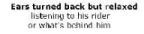 Ears turned back but relaxed
listening to his rider
or what's behind him